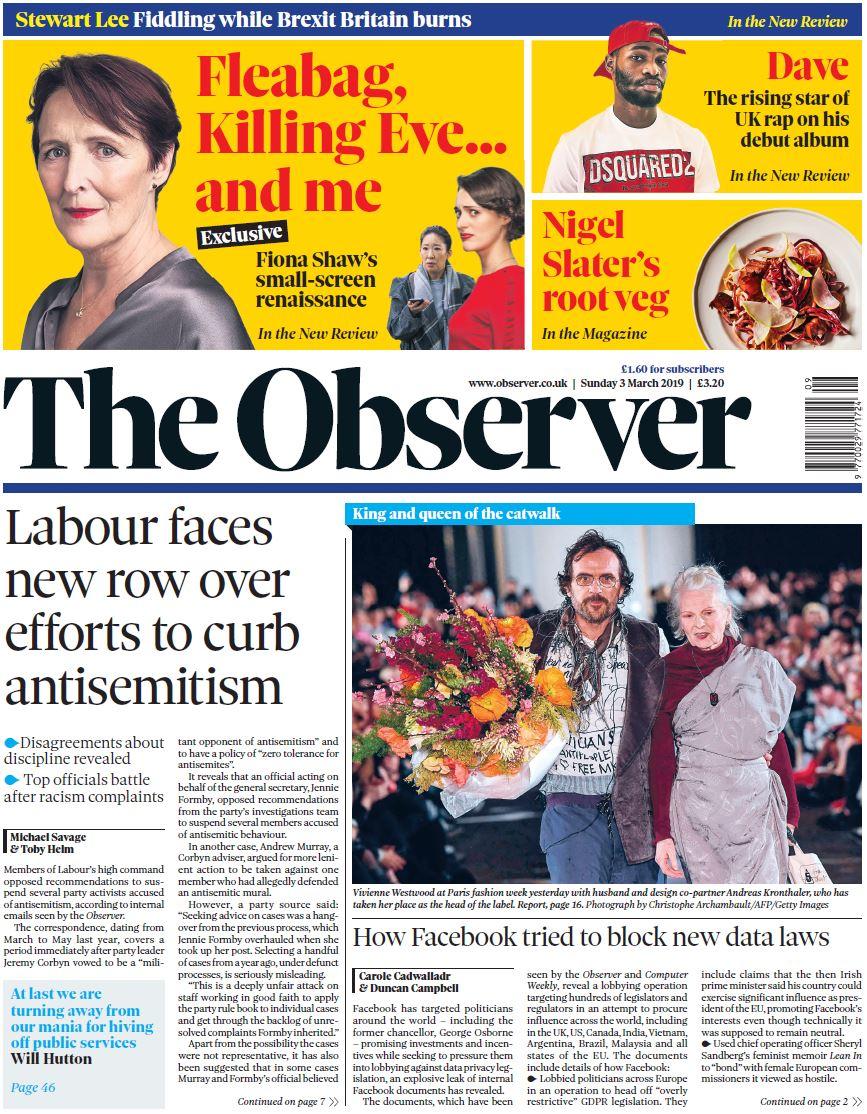 Stewart Lee Fiddling while Brexit Britain burns
In the New Review
Fleabag,
Killing Eve...
and me
Exclusive
Fiona Shaw's
small-screen
renaissance
In the New Review
Dave
The rising star of
UK rap on his
debut album
In the New Review
DSQUARED2
Nigel
Slater's
root veg
In the Magazine
The Observer
£1.60 for subscribers
www.observer.co.uk | Sunday 3 March 2019 | £3.20
09
9 770029 771724
Labour faces
new row over
efforts to curb
antisemitism
Disagreements about
discipline revealed
Top officials battle
after racism complaints
Michael Savage
& Toby Helm
Members of Labour's high command
opposed recommendations to sus-
pend several party activists accused
of antisemitism, according to internal
emails seen by the Observer.
The correspondence, dating from
March to May last year, covers a
period immediately after party leader
Jeremy Corbyn vowed to be a "mili-
tant opponent of antisemitism" and
to have a policy of "zero tolerance for
antisemites".
It reveals that an official acting on
behalf of the general secretary, Jennie
Formby, opposed recommendations
from the party's investigations team
to suspend several members accused
of antisemitic behaviour.
In another case, Andrew Murray, a
Corbyn adviser, argued for more leni-
ent action to be taken against one
member who had allegedly defended
an antisemitic mural.
However, a party source said:
"Seeking advice on cases was a hang-
over from the previous process, which
Jennie Formby overhauled when she
took up her post. Selecting a handful
of cases from a year ago, under defunct
processes, is seriously misleading.
"This is a deeply unfair attack on
staff working in good faith to apply
the party rule book to individual cases
and get through the backlog of unre-
solved complaints Formby inherited."
Apart from the possibility the cases
were not representative, it has also
been suggested that in some cases
Murray and Formby's official believed
Continued on page 7
At last we are
turning away from
our mania for hiving
off public services
Will Hutton
Page 46
King and queen of the catwalk
Vivienne Westwood at Paris fashion week yesterday with husband and design co-partner Andreas Kronthaler, who has
taken her place as the head of the label. Report, page 16. Photograph by Christophe Archambault/AFP/Getty Images
How Facebook tried to block new data laws
Carole Cadwalladr
& Duncan Campbell
Facebook has targeted politicians
around the world – including the
former chancellor, George Osborne
– promising investments and incen-
tives while seeking to pressure them
into lobbying against data privacy leg-
islation, an explosive leak of internal
Facebook documents has revealed.
The documents, which have been
seen by the Observer and Computer
Weekly, reveal a lobbying operation
targeting hundreds of legislators and
regulators in an attempt to procure
influence across the world, including
in the UK, US, Canada, India, Vietnam,
Argentina, Brazil, Malaysia and all
states of the EU. The documents
include details of how Facebook:
Lobbied politicians across Europe
in an operation to head off "overly
restrictive" GDPR legislation. They
include claims that the then Irish
prime minister said his country could
exercise significant influence as pres-
ident of the EU, promoting Facebook's
interests even though technically it
was supposed to remain neutral.
Used chief operating officer Sheryl
Sandberg's feminist memoir Lean In
to "bond" with female European com-
missioners it viewed as hostile.
Continued on page 2